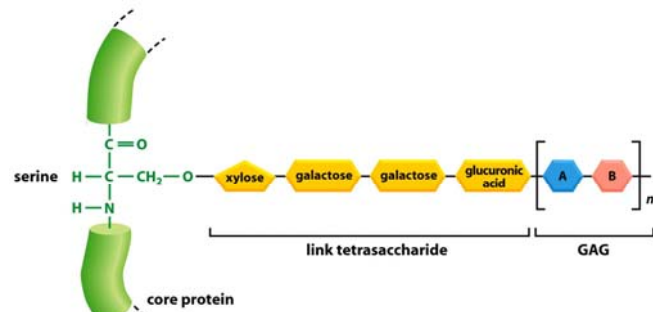 C=O
serine
H–C–CH₂–O–
xylose
galactose
galactose
glucuronic
acid
A
B
n
H–N
link tetrasaccharide
GAG
core protein